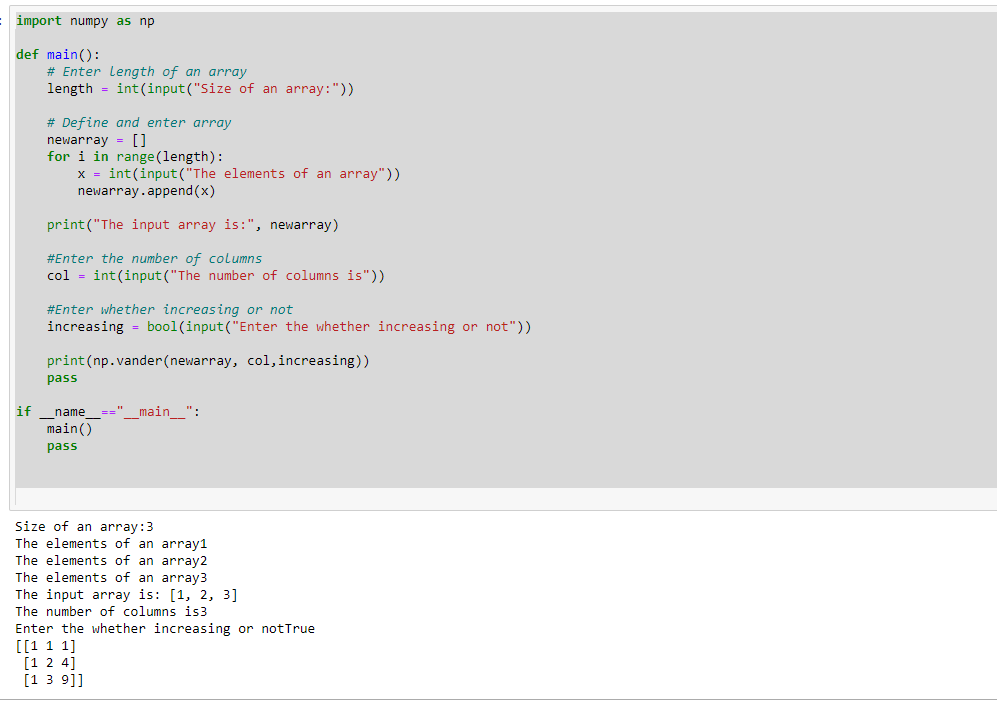 import numpy as np
def main():
    # Enter length of an array
    length = int(input("Size of an array:"))
    # Define and enter array
    newarray = []
    for i in range(length):
        x = int(input("The elements of an array"))
        newarray.append(x)
    print("The input array is:", newarray)
    #Enter the number of columns
    col = int(input("The number of columns is"))
    #Enter whether increasing or not
    increasing = bool(input("Enter the whether increasing or not"))
    print(np.vander(newarray, col,increasing))
    pass
if __name__=="__main__":
    main()
    pass
Size of an array:3
The elements of an array1
The elements of an array2
The elements of an array3
The input array is: [1, 2, 3]
The number of columns is3
Enter the whether increasing or notTrue
[[1 1 1]
 [1 2 4]
 [1 3 9]]